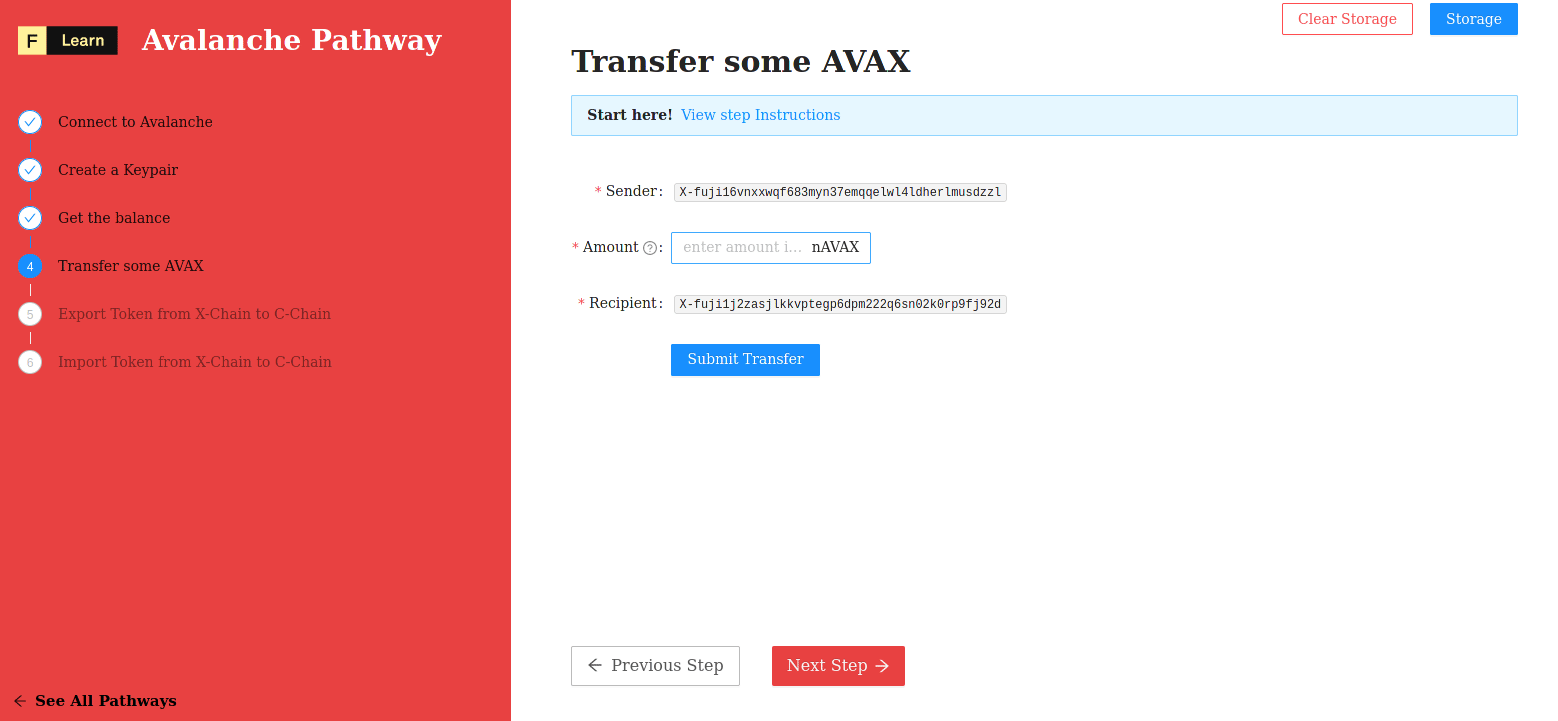 F Learn Avalanche Pathway
Connect to Avalanche
Create a Keypair
Get the balance
4 Transfer some AVAX
5 Export Token from X-Chain to C-Chain
6 Import Token from X-Chain to C-Chain
← See All Pathways
Clear Storage Storage
Transfer some AVAX
Start here! View step Instructions
* Sender: X-fuji16vnxxwqf683myn37emqqelwl4ldherlmusdzzl
* Amount ?: enter amount i... nAVAX
* Recipient: X-fuji1j2zasjlkkvptegp6dpm222q6sn02k0rp9fj92d
Submit Transfer
← Previous Step Next Step →